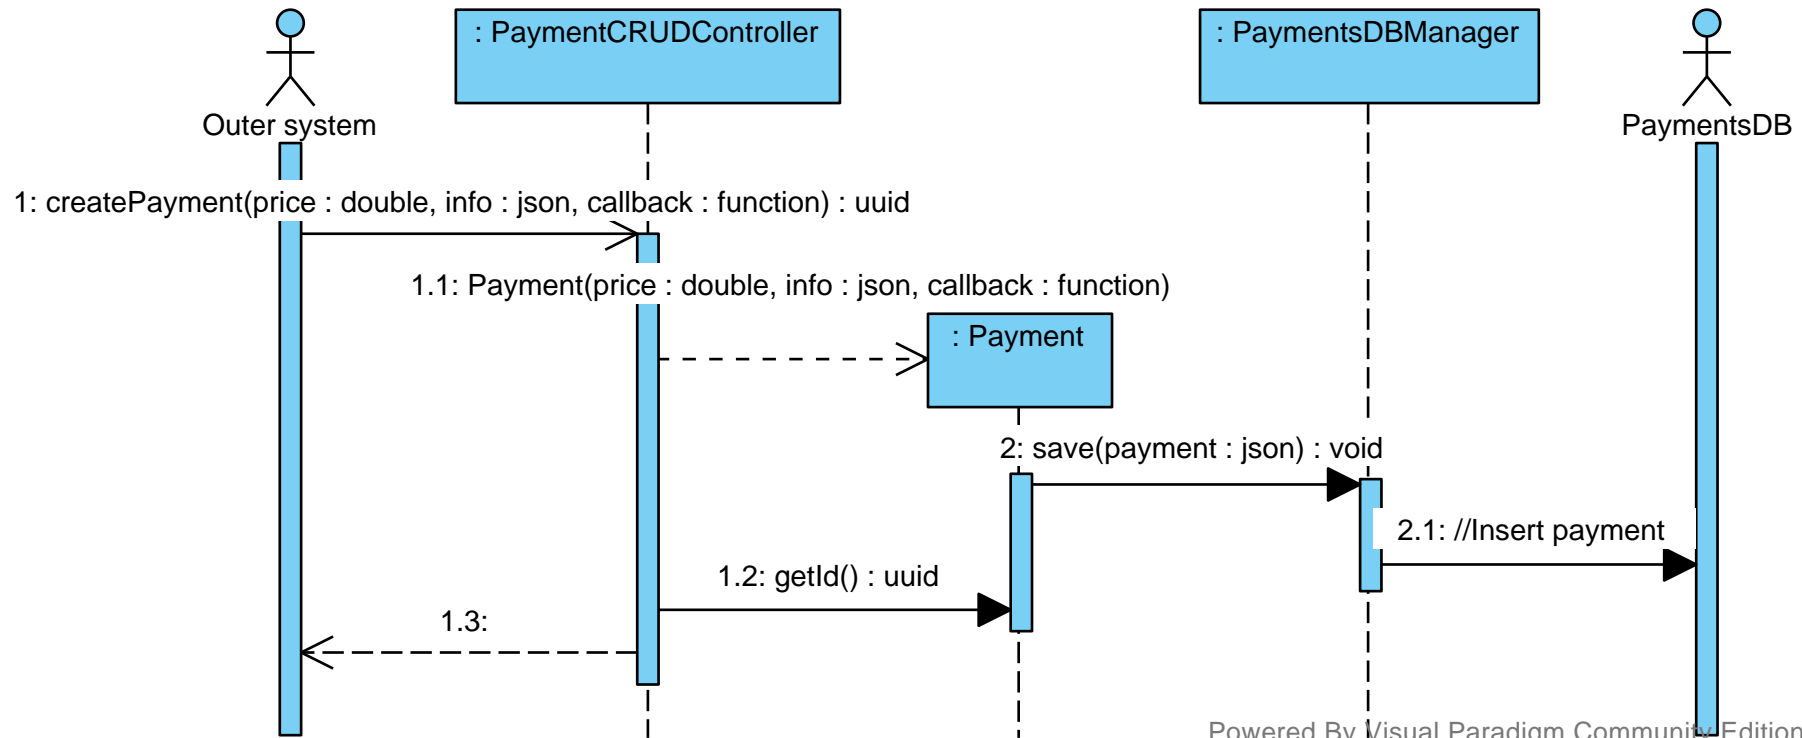 : PaymentCRUDController
: PaymentsDBManager
Outer system
PaymentsDB
1: createPayment(price : double, info : json, callback : function) : uuid
1.1: Payment(price : double, info : json, callback : function)
: Payment
2: save(payment : json) : void
2.1: //Insert payment
1.2: getId() : uuid
1.3:
Powered By Visual Paradigm Community Edition